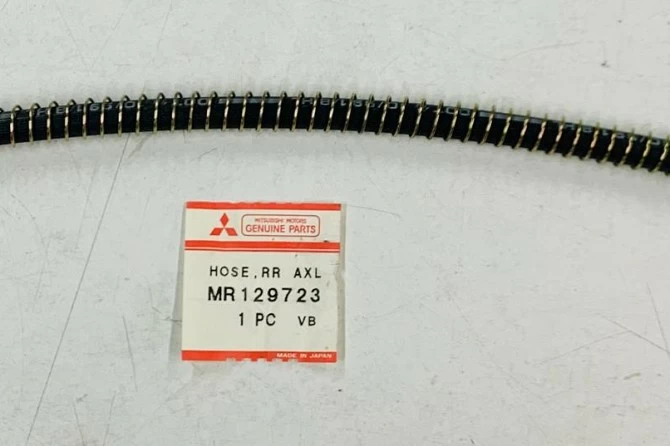 MITSUBISHI MOTORS
GENUINE PARTS
HOSE, RR AXL
MR129723
1 PC VB
MADE IN JAPAN